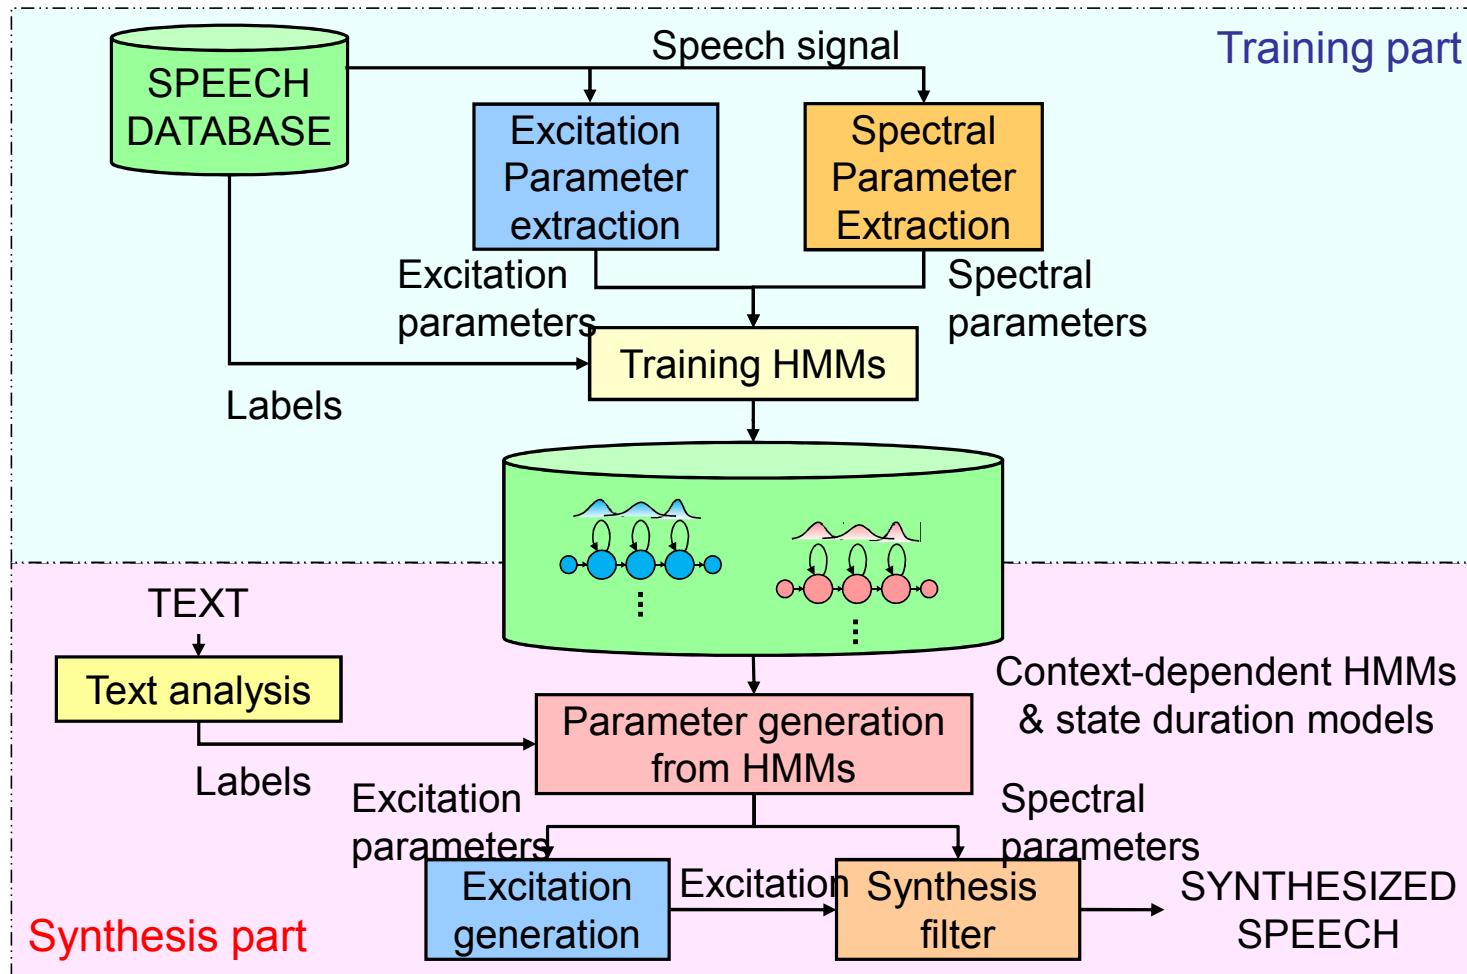 Speech signal
Training part
SPEECH
DATABASE
Excitation
Parameter
extraction
Spectral
Parameter
Extraction
Excitation
parameters
Spectral
parameters
Training HMMs
Labels
TEXT
Text analysis
Context-dependent HMMs
& state duration models
Parameter generation
from HMMs
Labels
Excitation
parameters
Spectral
parameters
Excitation
generation
Excitation
Synthesis
filter
SYNTHESIZED
SPEECH
Synthesis part